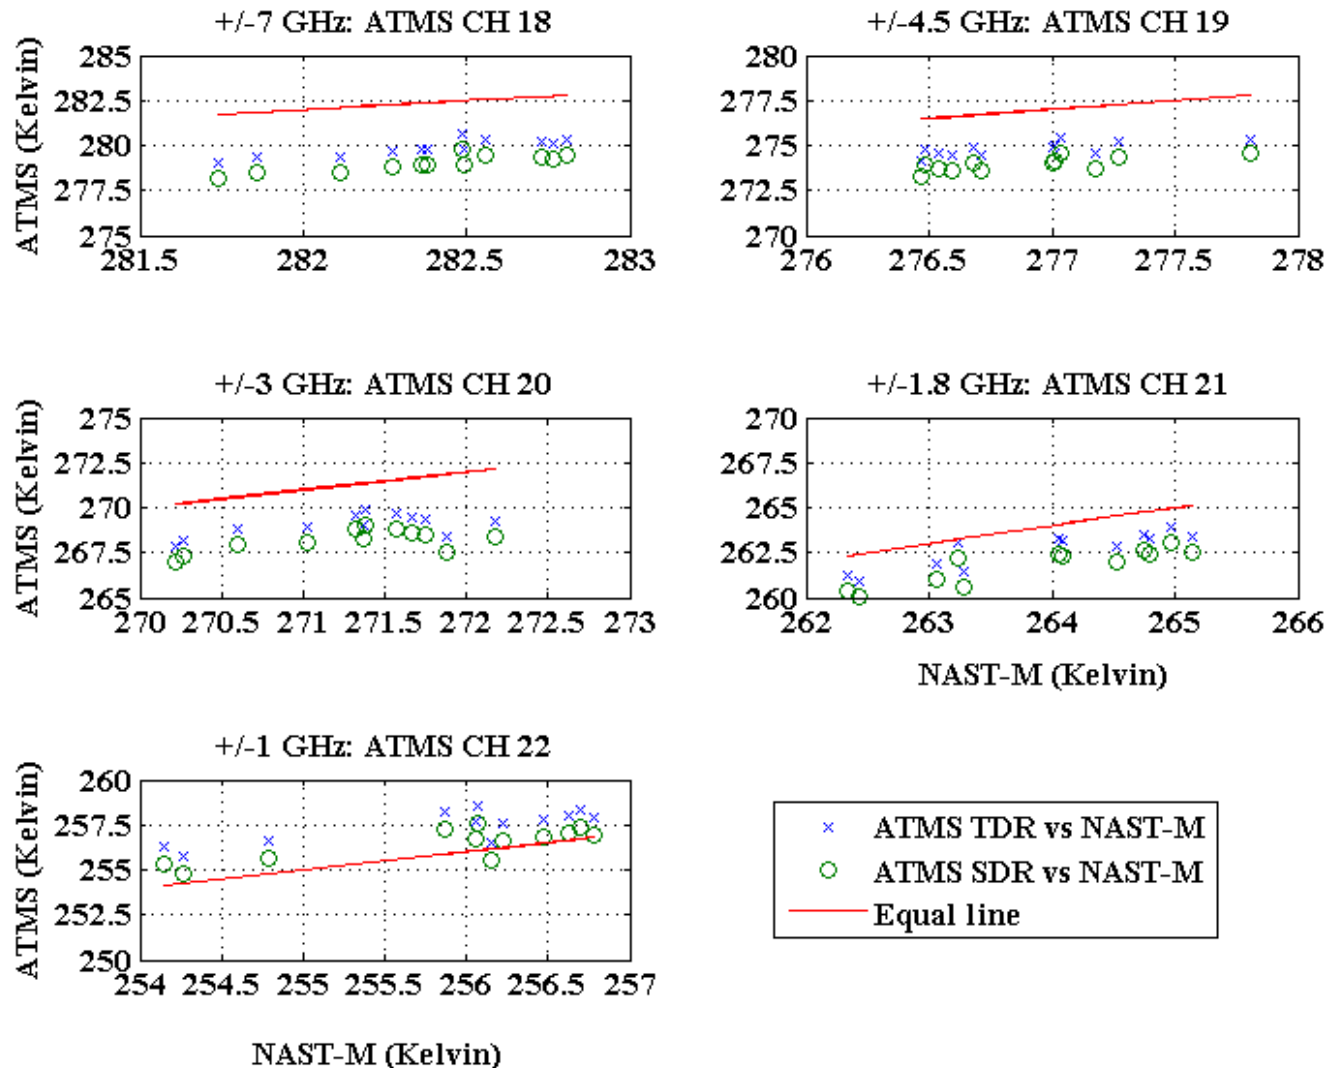 +/-7 GHz: ATMS CH 18
ATMS (Kelvin)
285
282.5
280
277.5
275
281.5 282 282.5 283
+/-4.5 GHz: ATMS CH 19
280
277.5
275
272.5
270
276 276.5 277 277.5 278
+/-3 GHz: ATMS CH 20
ATMS (Kelvin)
275
272.5
270
267.5
265
270 270.5 271 271.5 272 272.5 273
+/-1.8 GHz: ATMS CH 21
270
267.5
265
262.5
260
262 263 264 265 266
NAST-M (Kelvin)
+/-1 GHz: ATMS CH 22
ATMS (Kelvin)
260
257.5
255
252.5
250
254 254.5 255 255.5 256 256.5 257
NAST-M (Kelvin)
ATMS TDR vs NAST-M
ATMS SDR vs NAST-M
Equal line